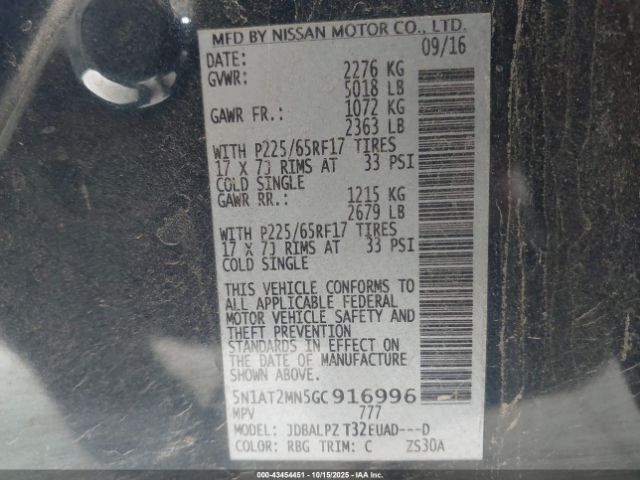 MFD BY NISSAN MOTOR CO., LTD.
DATE: 09/16
GVWR: 2276 KG
5018 LB
GAWR FR.: 1072 KG
2363 LB
WITH P225/65RF17 TIRES
17 X 7J RIMS AT 33 PSI
COLD SINGLE
GAWR RR.: 1215 KG
2679 LB
WITH P225/65RF17 TIRES
17 X 7J RIMS AT 33 PSI
COLD SINGLE
THIS VEHICLE CONFORMS TO
ALL APPLICABLE FEDERAL
MOTOR VEHICLE SAFETY AND
THEFT PREVENTION
STANDARDS IN EFFECT ON
THE DATE OF MANUFACTURE
SHOWN ABOVE.
5N1AT2MN5GC916996
MPV 777
MODEL: JDBALPZ T32EUAD---D
COLOR: RBG TRIM: C ZS30A
000-43454451 | 10/15/2025 | IAAI.com